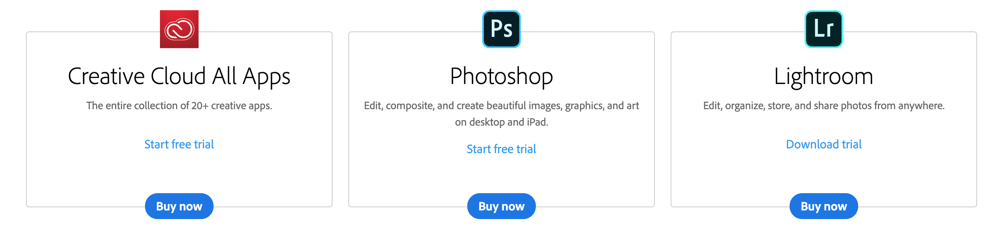 Creative Cloud All Apps
The entire collection of 20+ creative apps.
Start free trial
Buy now
Ps
Photoshop
Edit, composite, and create beautiful images, graphics, and art
on desktop and iPad.
Start free trial
Buy now
Lr
Lightroom
Edit, organize, store, and share photos from anywhere.
Download trial
Buy now